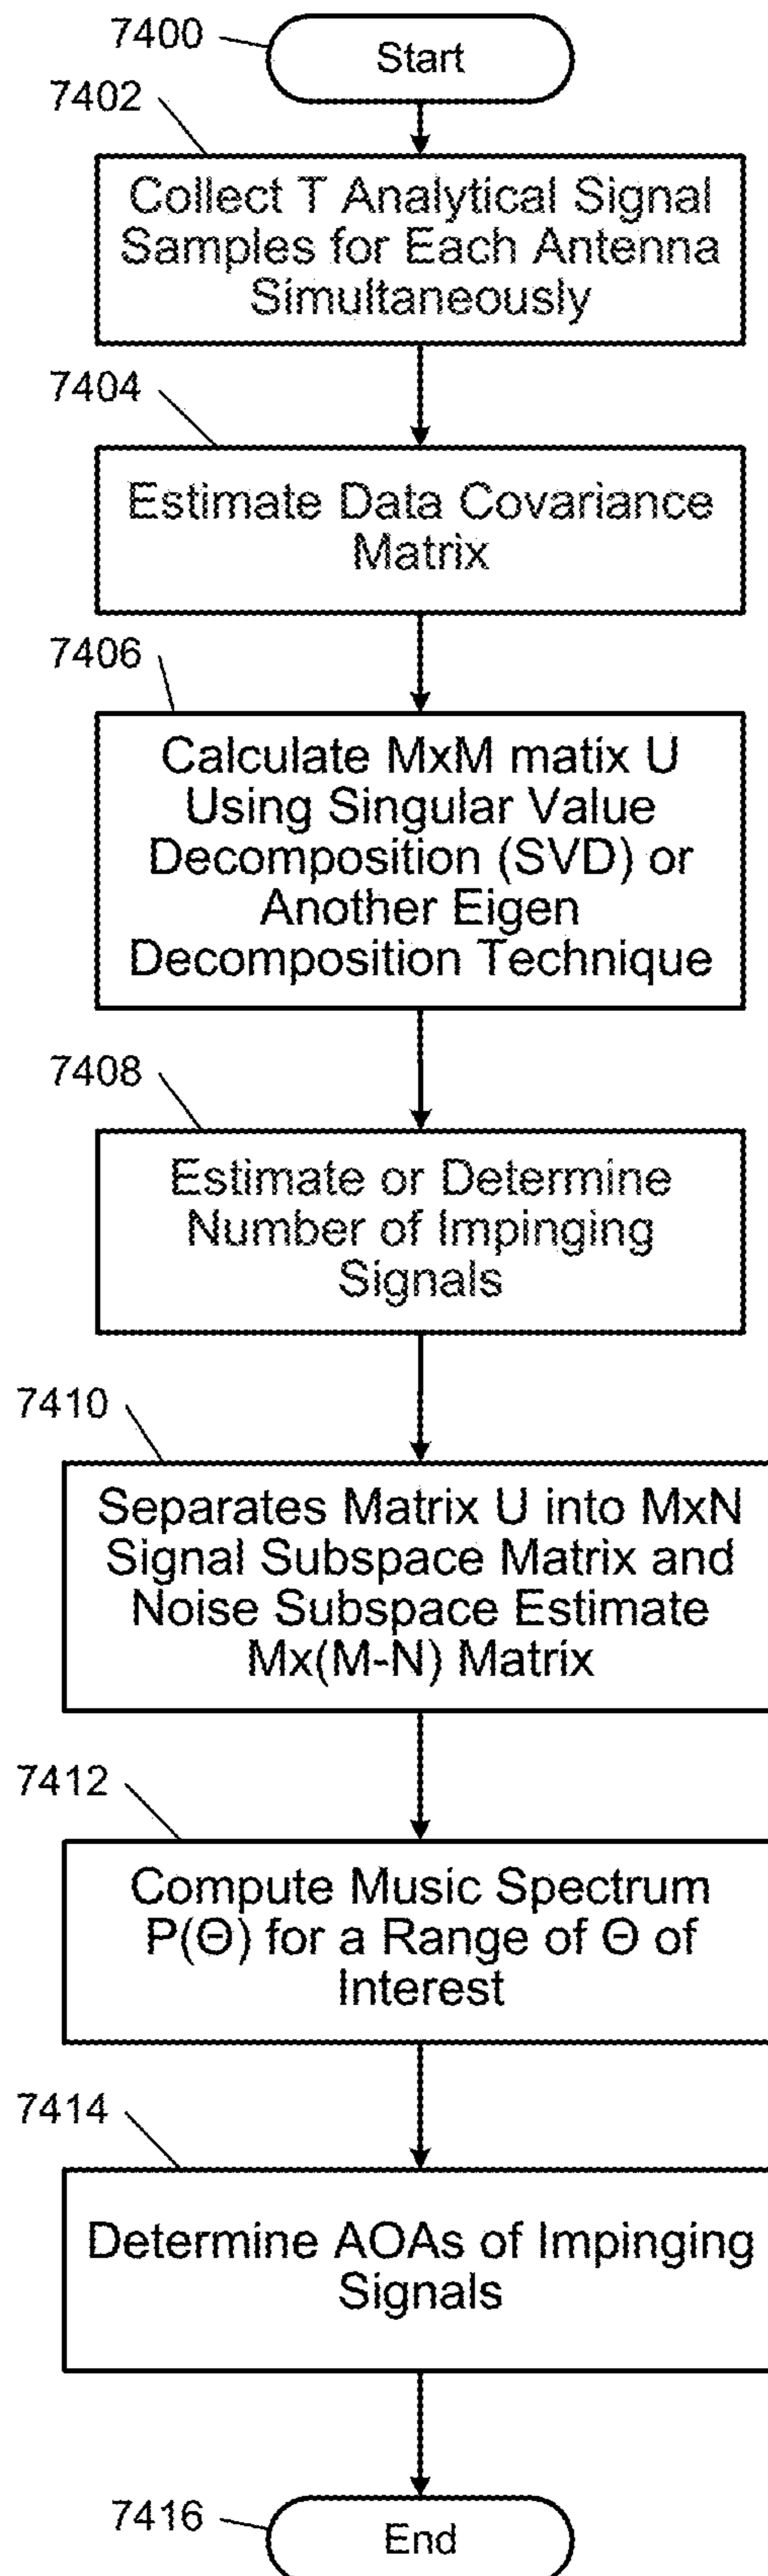 7400
Start
7402
Collect T Analytical Signal
Samples for Each Antenna
Simultaneously
7404
Estimate Data Covariance
Matrix
7406
Calculate MxM matix U
Using Singular Value
Decomposition (SVD) or
Another Eigen
Decomposition Technique
7408
Estimate or Determine
Number of Impinging
Signals
7410
Separates Matrix U into MxN
Signal Subspace Matrix and
Noise Subspace Estimate
Mx(M-N) Matrix
7412
Compute Music Spectrum
P(Θ) for a Range of Θ of
Interest
7414
Determine AOAs of Impinging
Signals
7416
End